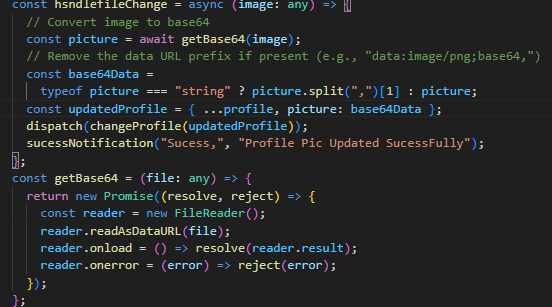 const hsndlefileChange = async (image: any) => {
// Convert image to base64
const picture = await getBase64(image);
// Remove the data URL prefix if present (e.g., "data:image/png;base64,")
const base64Data =
typeof picture === "string" ? picture.split(",")[1] : picture;
const updatedProfile = { ...profile, picture: base64Data };
dispatch(changeProfile(updatedProfile));
sucessNotification("Sucess,", "Profile Pic Updated SucessFully");
};
const getBase64 = (file: any) => {
return new Promise((resolve, reject) => {
const reader = new FileReader();
reader.readAsDataURL(file);
reader.onload = () => resolve(reader.result);
reader.onerror = (error) => reject(error);
});
};